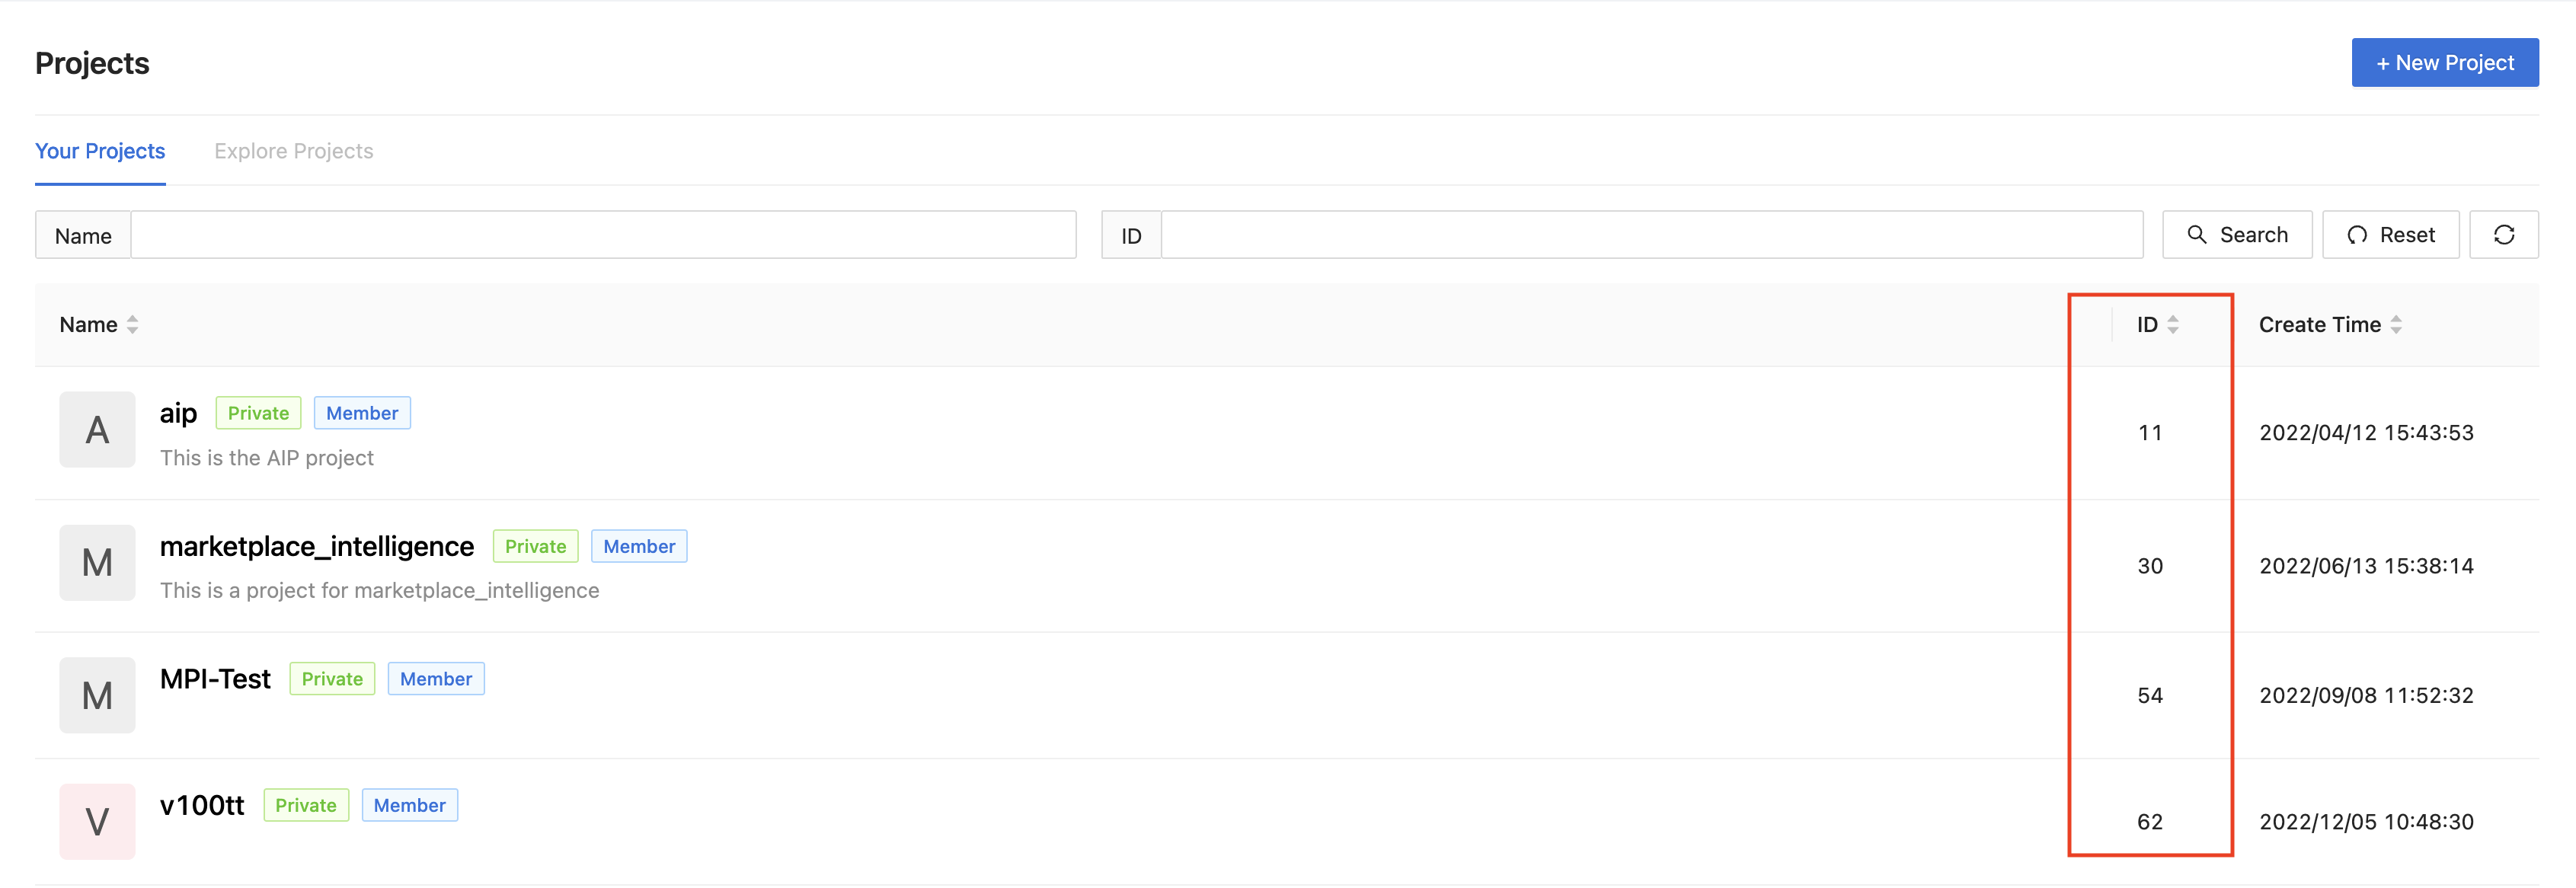 Projects
+ New Project
Your Projects Explore Projects
Name ID Search Reset
Name ID Create Time
A aip Private Member 11 2022/04/12 15:43:53
This is the AIP project
M marketplace_intelligence Private Member 30 2022/06/13 15:38:14
This is a project for marketplace_intelligence
M MPI-Test Private Member 54 2022/09/08 11:52:32
V v100tt Private Member 62 2022/12/05 10:48:30